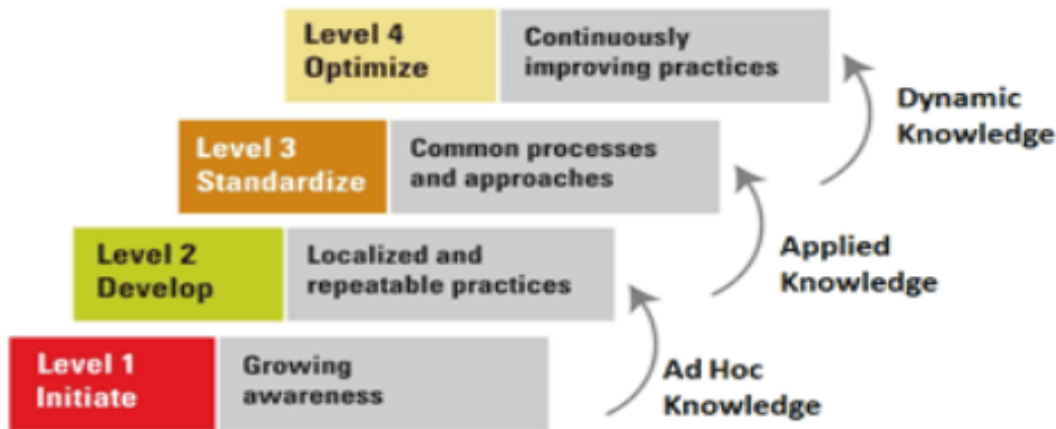 Level 4
Optimize
Continuously
improving practices
Dynamic
Knowledge
Level 3
Standardize
Common processes
and approaches
Applied
Knowledge
Level 2
Develop
Localized and
repeatable practices
Ad Hoc
Knowledge
Level 1
Initiate
Growing
awareness